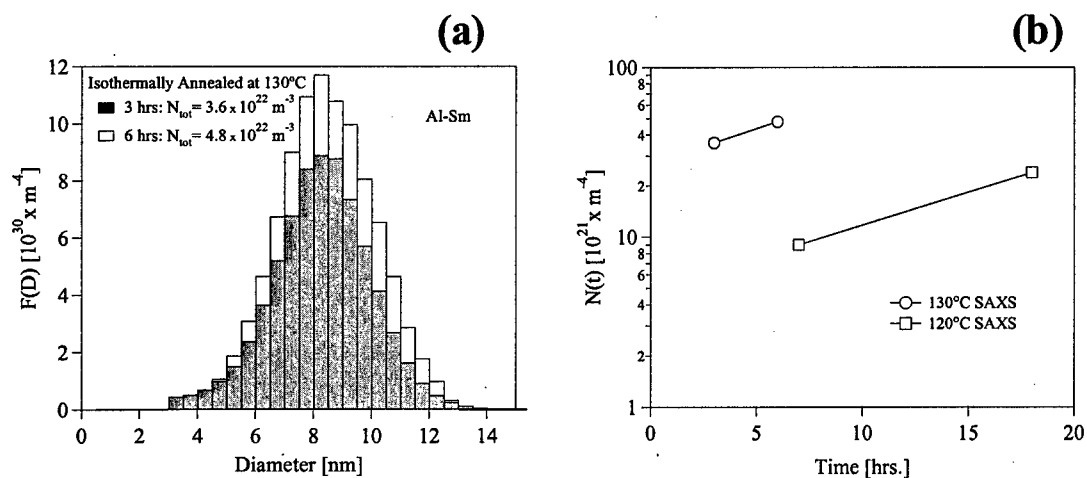 (a)
(b)
Isothermally Annealed at 130ºC
3 hrs: N_tot = 3.6 x 10^22 m^-3
6 hrs: N_tot = 4.8 x 10^22 m^-3
Al-Sm
F(D) [10^30 x m^-4]
12
10
8
6
4
2
0
0 2 4 6 8 10 12 14
Diameter [nm]
N(t) [10^21 x m^-4]
100
8
6
4
2
10
8
6
4
2
1
130ºC SAXS
120ºC SAXS
0 5 10 15 20
Time [hrs.]